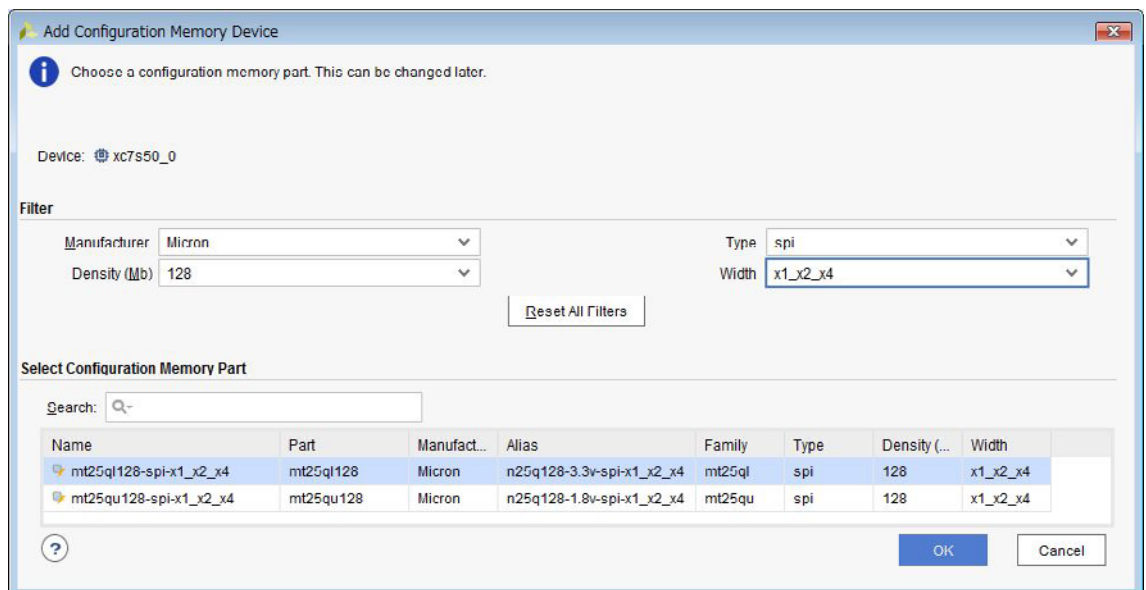 Add Configuration Memory Device
Choose a configuration memory part. This can be changed later.
Device: xc7s50_0
Filter
Manufacturer Micron Type spi
Density (Mb) 128 Width x1_x2_x4
Reset All Filters
Select Configuration Memory Part
Search:
Name Part Manufact... Alias Family Type Density (... Width
mt25ql128-spi-x1_x2_x4 mt25ql128 Micron n25q128-3.3v-spi-x1_x2_x4 mt25ql spi 128 x1_x2_x4
mt25qu128-spi-x1_x2_x4 mt25qu128 Micron n25q128-1.8v-spi-x1_x2_x4 mt25qu spi 128 x1_x2_x4
? OK Cancel